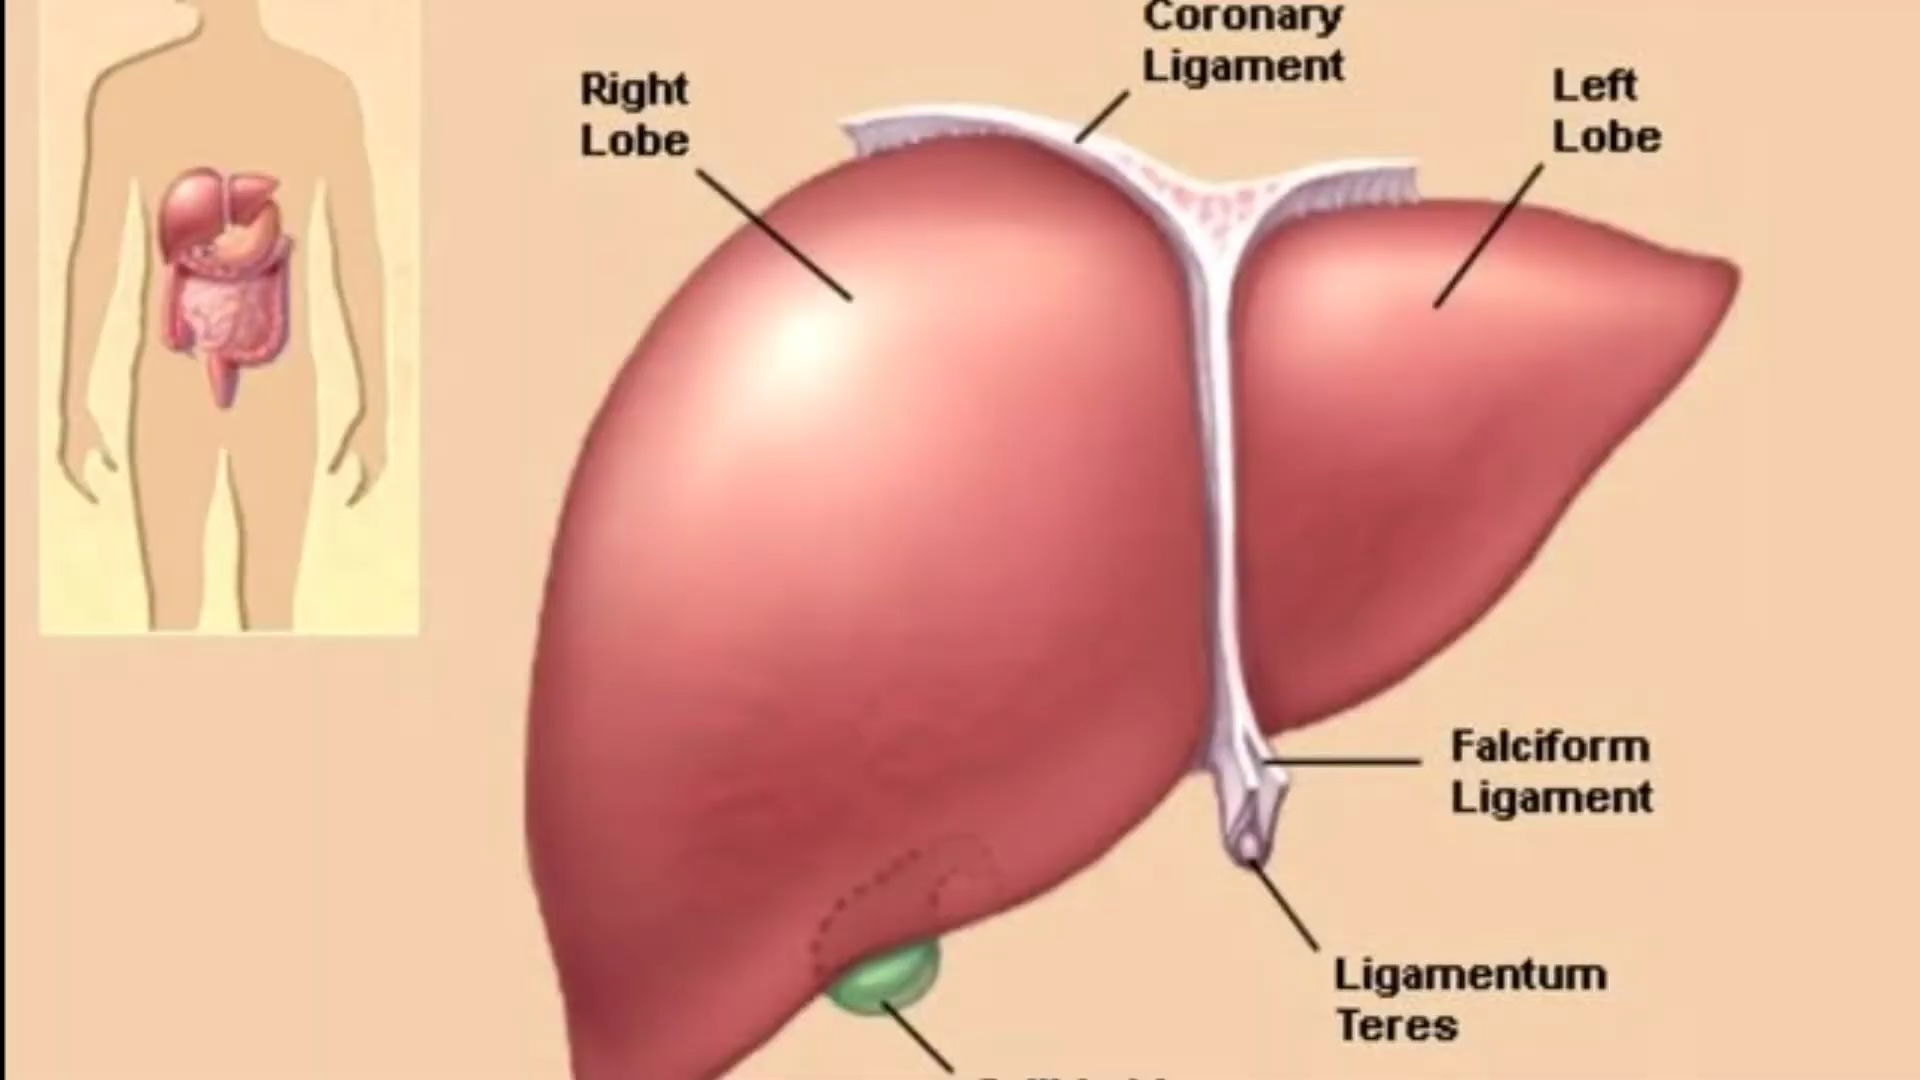 Coronary
Ligament
Right
Lobe
Left
Lobe
Falciform
Ligament
Ligamentum
Teres